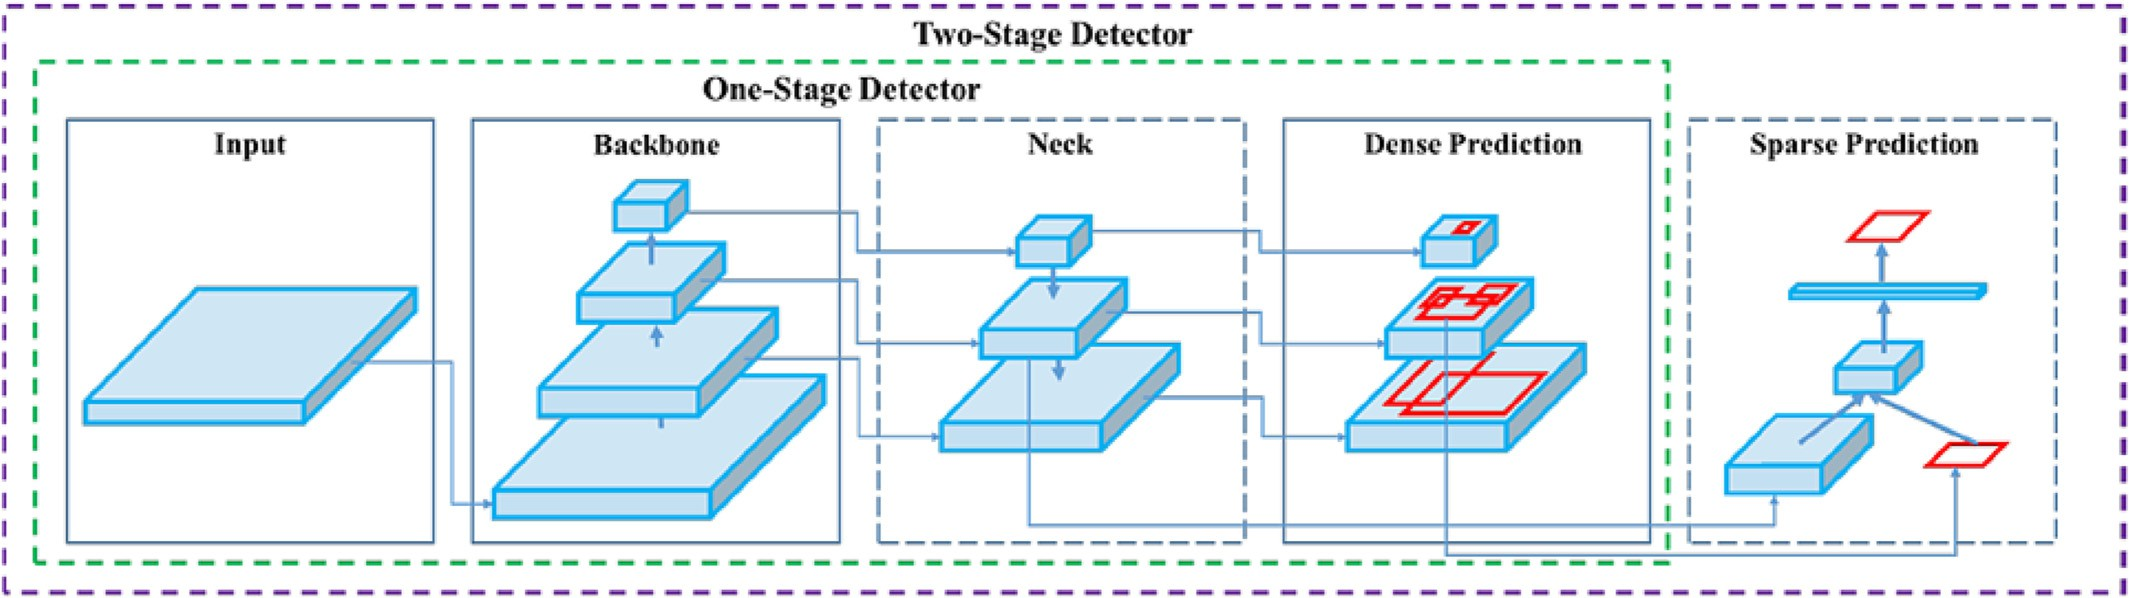 Two-Stage Detector
One-Stage Detector
Input
Backbone
Neck
Dense Prediction
Sparse Prediction